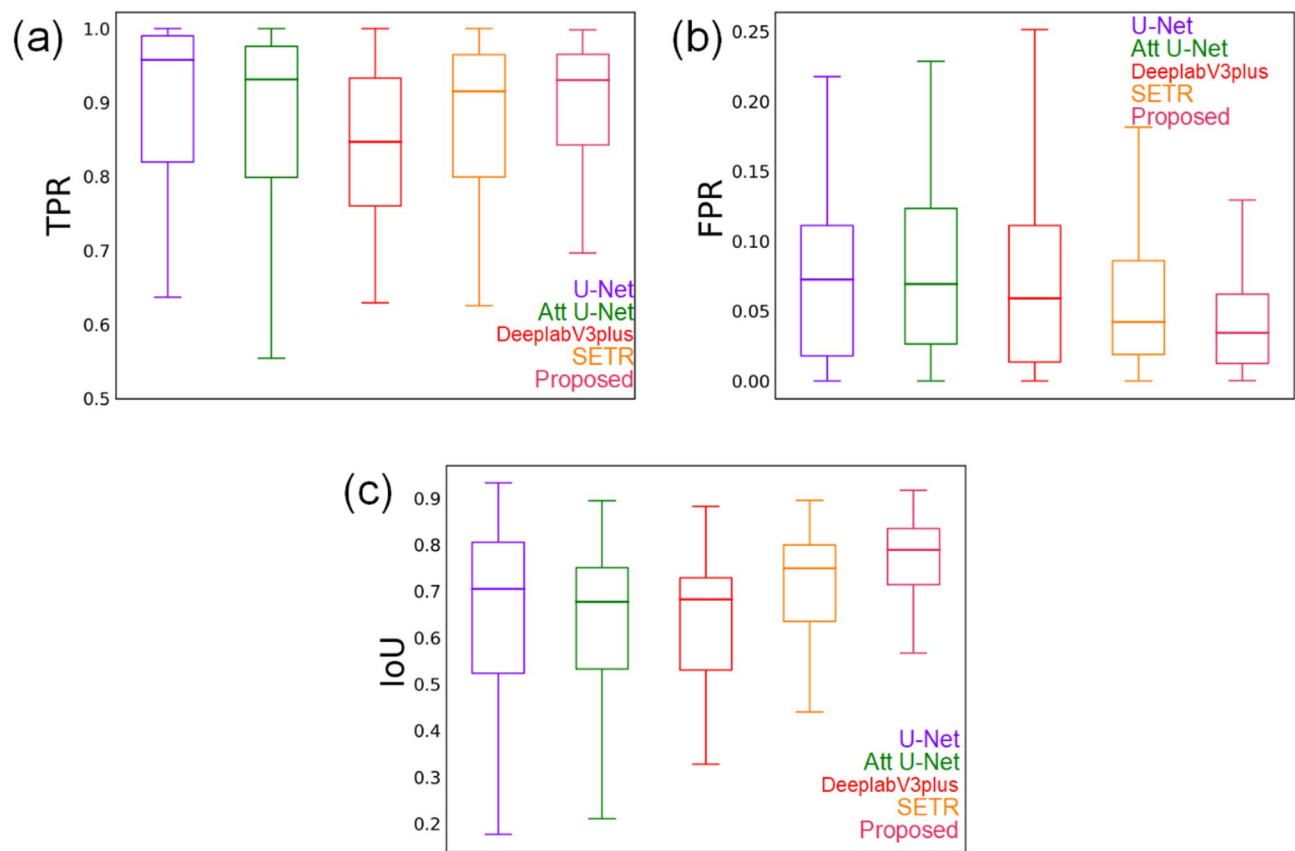 (a)
TPR
1.0
0.9
0.8
0.7
0.6
0.5
U-Net
Att U-Net
DeeplabV3plus
SETR
Proposed
(b)
FPR
0.25
0.20
0.15
0.10
0.05
0.00
U-Net
Att U-Net
DeeplabV3plus
SETR
Proposed
(c)
IoU
0.9
0.8
0.7
0.6
0.5
0.4
0.3
0.2
U-Net
Att U-Net
DeeplabV3plus
SETR
Proposed